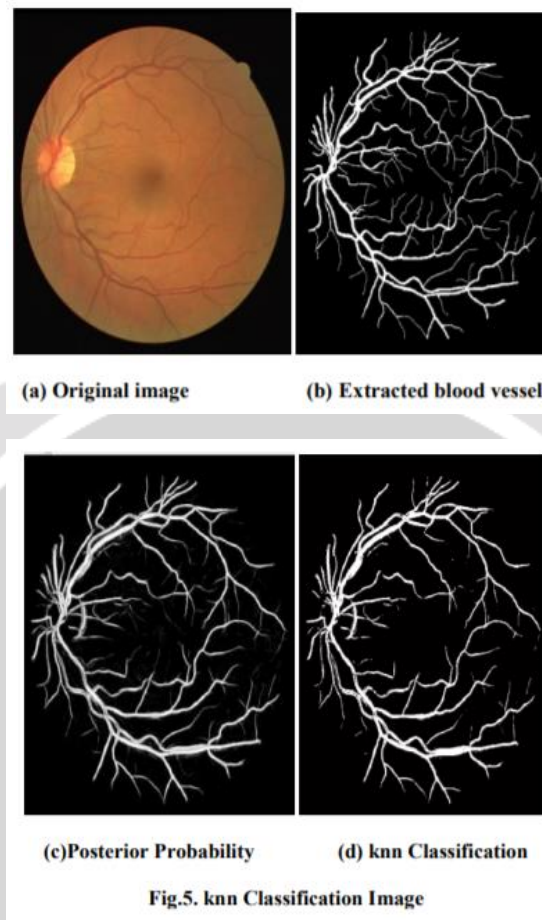 (a) Original image (b) Extracted blood vessel
(c)Posterior Probability (d) knn Classification
Fig.5. knn Classification Image